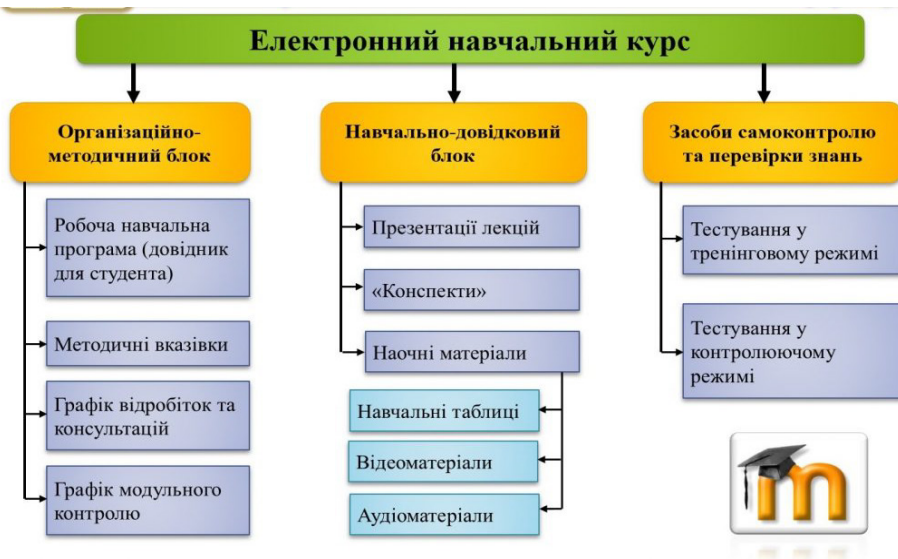 Електронний навчальний курс
Організаційно-
методичний блок
Робоча навчальна
програма (довідник
для студента)
Методичні вказівки
Графік відробіток та
консультацій
Графік модульного
контролю
Навчально-довідковий
блок
Презентації лекцій
«Конспекти»
Наочні матеріали
Навчальні таблиці
Відеоматеріали
Аудіоматеріали
Засоби самоконтролю
та перевірки знань
Тестування у
тренінговому режимі
Тестування у
контролюючому
режимі
m